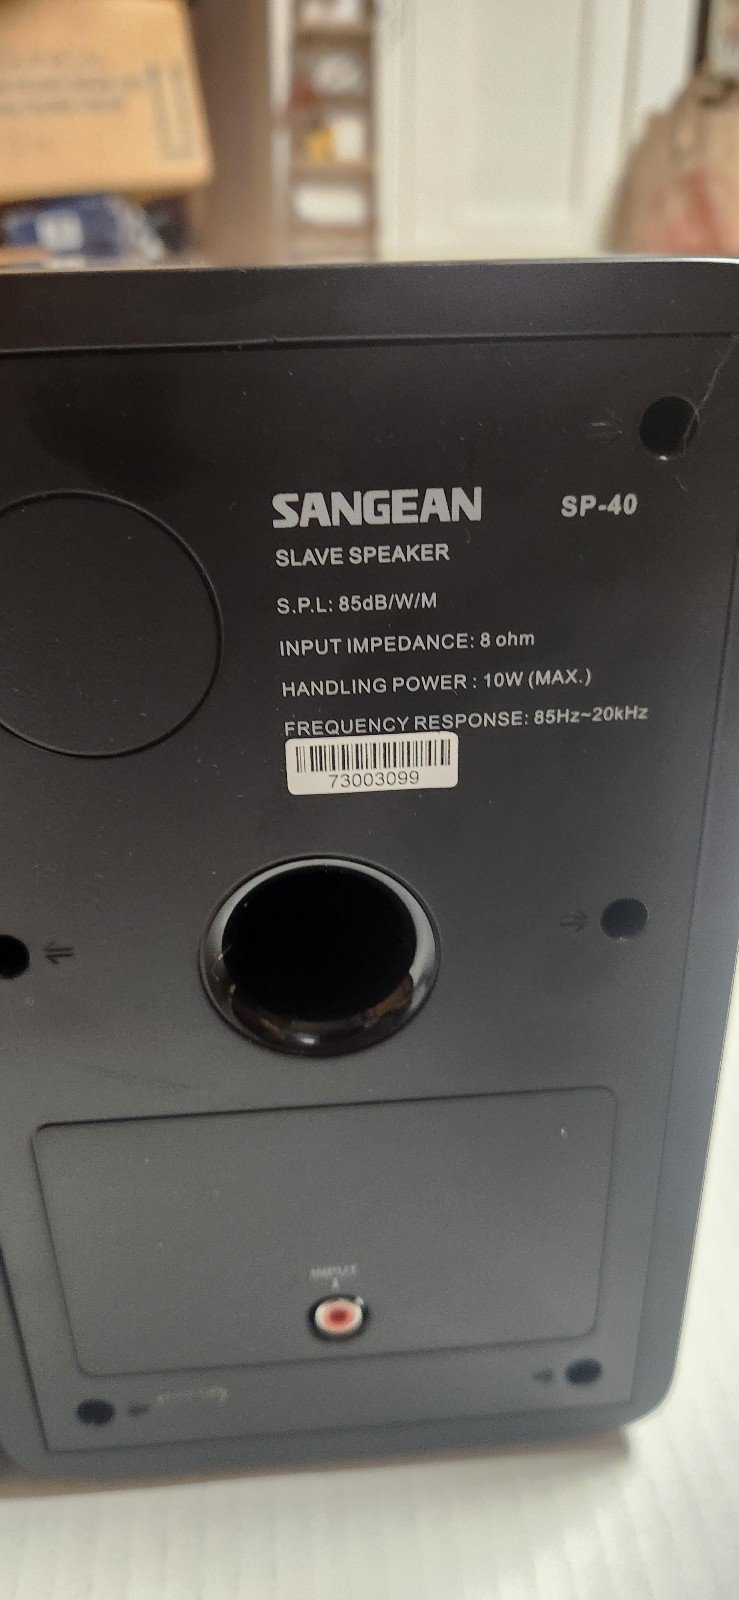 SANGEAN SP-40
SLAVE SPEAKER
S.P.L: 85dB/W/M
INPUT IMPEDANCE: 8 ohm
HANDLING POWER : 10W (MAX.)
FREQUENCY RESPONSE: 85Hz~20kHz
73003099
INPUT